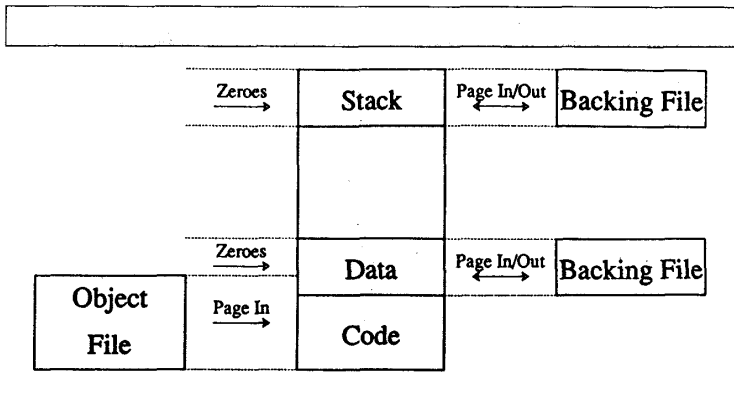 Zeroes
Stack
Page In/Out
Backing File
Zeroes
Data
Page In/Out
Backing File
Object
File
Page In
Code